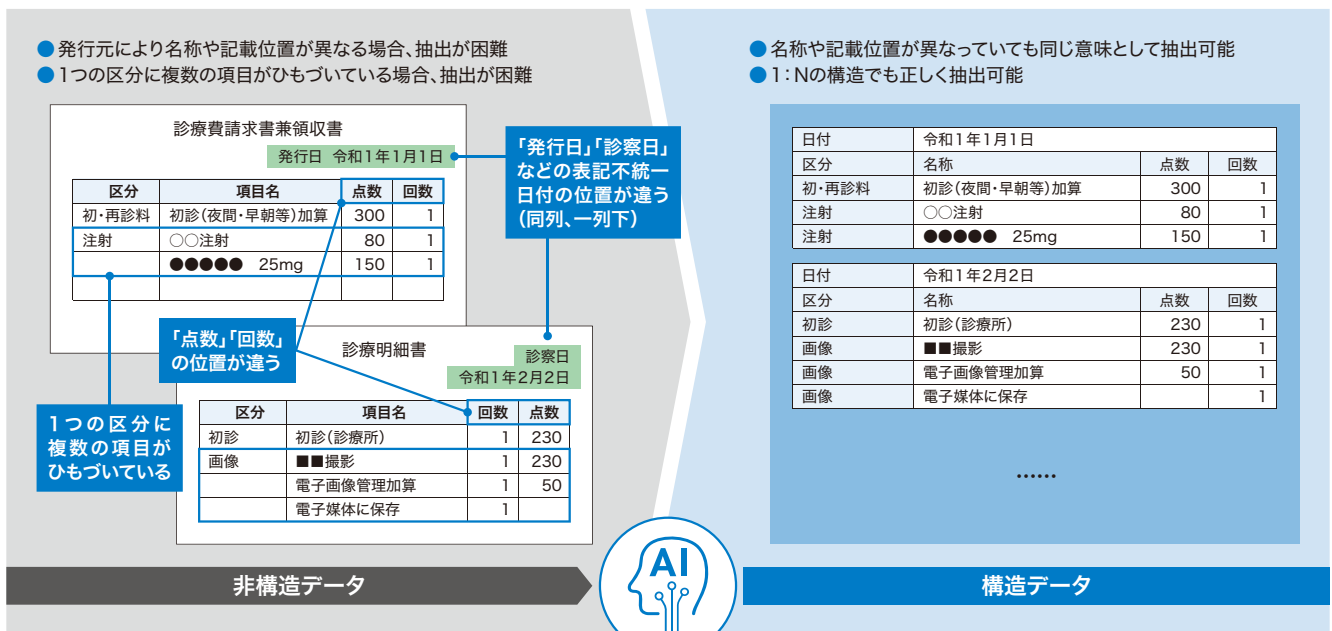 ●発行元により名称や記載位置が異なる場合、抽出が困難
●1つの区分に複数の項目がひもづいている場合、抽出が困難
診療費請求書兼領収書
発行日 令和1年1月1日
区分 項目名 点数 回数
初・再診料 初診(夜間・早朝等)加算 300 1
注射 ○○注射 80 1
●●●●● 25mg 150 1
「発行日」「診察日」
などの表記不統一
日付の位置が違う
(同列、一列下)
「点数」「回数」
の位置が違う
1つの区分に
複数の項目が
ひもづいている
診療明細書
診察日
令和1年2月2日
区分 項目名 回数 点数
初診 初診(診療所) 1 230
画像 ■■撮影 1 230
電子画像管理加算 1 50
電子媒体に保存 1
非構造データ
AI
●名称や記載位置が異なっていても同じ意味として抽出可能
●1:Nの構造でも正しく抽出可能
日付 令和1年1月1日
区分 名称 点数 回数
初・再診料 初診(夜間・早朝等)加算 300 1
注射 ○○注射 80 1
注射 ●●●●● 25mg 150 1
日付 令和1年2月2日
区分 名称 点数 回数
初診 初診(診療所) 230 1
画像 ■■撮影 230 1
画像 電子画像管理加算 50 1
画像 電子媒体に保存 1
……
構造データ